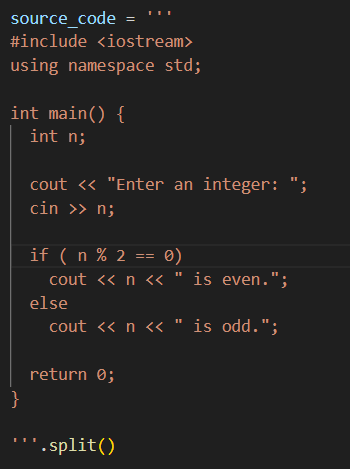 source_code = '''
#include <iostream>
using namespace std;
int main() {
int n;
cout << "Enter an integer: ";
cin >> n;
if ( n % 2 == 0)
cout << n << " is even.";
else
cout << n << " is odd.";
return 0;
}
'''.split()